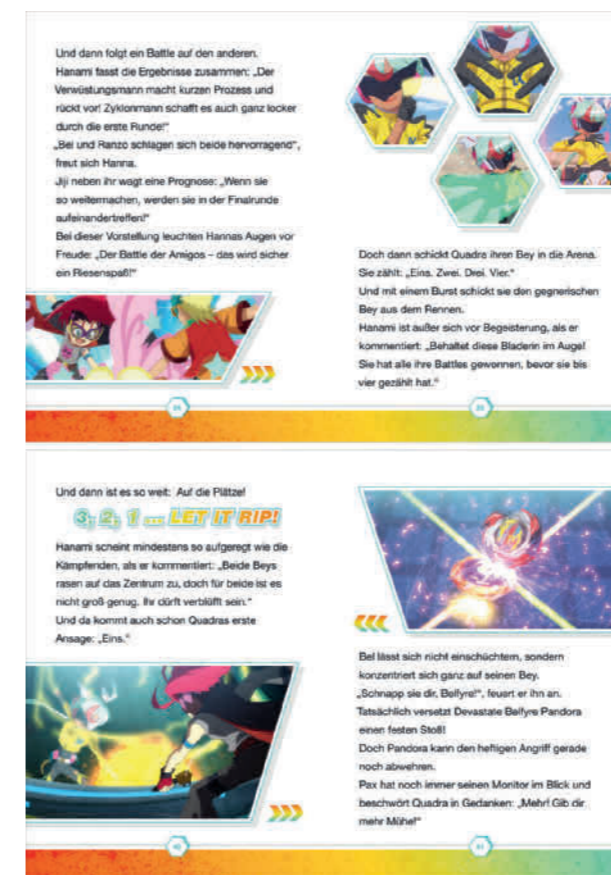 Und dann folgt ein Battle auf den anderen.
Hanami fasst die Ergebnisse zusammen: „Der
Verwüstungsmann macht kurzen Prozess und
rückt vor! Zyklonmann schafft es auch ganz locker
durch die erste Runde!“
„Bel und Ranzo schlagen sich beide hervorragend“,
freut sich Hanna.
Jiji neben ihr wagt eine Prognose: „Wenn sie
so weitermachen, werden sie in der Finalrunde
aufeinandertreffen!“
Bei dieser Vorstellung leuchten Hannas Augen vor
Freude: „Der Battle der Amigos – das wird sicher
ein Riesenspaß!“
Doch dann schickt Quadra ihren Bey in die Arena.
Sie zählt: „Eins. Zwei. Drei. Vier.“
Und mit einem Burst schickt sie den gegnerischen
Bey aus dem Rennen.
Hanami ist außer sich vor Begeisterung, als er
kommentiert: „Behaltet diese Bladerin im Auge!
Sie hat alle ihre Battles gewonnen, bevor sie bis
vier gezählt hat.“
Und dann ist es so weit: Auf die Plätze!
3, 2, 1 ... LET IT RIP!
Hanami scheint mindestens so aufgeregt wie die
Kämpfenden, als er kommentiert: „Beide Beys
rasen auf das Zentrum zu, doch für beide ist es
nicht groß genug. Ihr dürft verblüfft sein.“
Und da kommt auch schon Quadras erste
Ansage: „Eins.“
40
Bel lässt sich nicht einschüchtern, sondern
konzentriert sich ganz auf seinen Bey.
„Schnapp sie dir, Belfyre!“, feuert er ihn an.
Tatsächlich versetzt Devastate Belfyre Pandora
einen festen Stoß!
Doch Pandora kann den heftigen Angriff gerade
noch abwehren.
Pax hat noch immer seinen Monitor im Blick und
beschwört Quadra in Gedanken: „Mehr! Gib dir
mehr Mühe!“
41